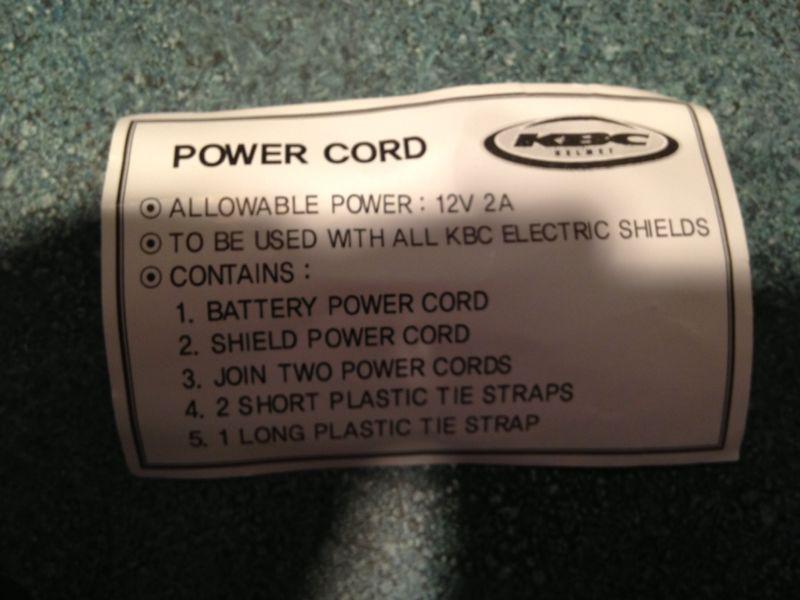 POWER CORD
KBC
HELMET
⦿ ALLOWABLE POWER : 12V 2A
⦿ TO BE USED WITH ALL KBC ELECTRIC SHIELDS
⦿ CONTAINS :
1. BATTERY POWER CORD
2. SHIELD POWER CORD
3. JOIN TWO POWER CORDS
4. 2 SHORT PLASTIC TIE STRAPS
5. 1 LONG PLASTIC TIE STRAP